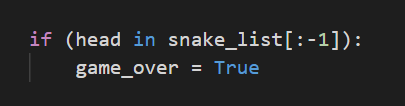 if (head in snake_list[:-1]):
    game_over = True